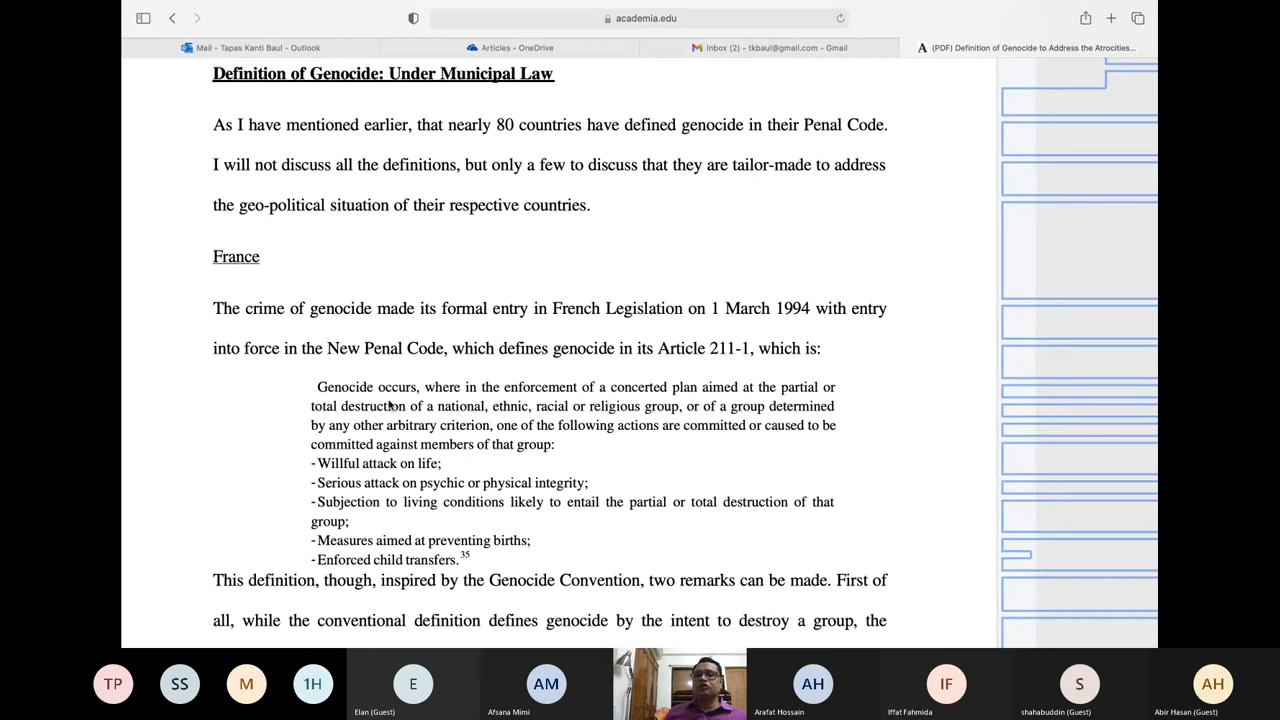 academia.edu
Mail - Tapas Kanti Baul - Outlook
Articles - OneDrive
Inbox (2) - tkbaul@gmail.com - Gmail
(PDF) Definition of Genocide to Address the Atrocities...
Definition of Genocide: Under Municipal Law
As I have mentioned earlier, that nearly 80 countries have defined genocide in their Penal Code.
I will not discuss all the definitions, but only a few to discuss that they are tailor-made to address
the geo-political situation of their respective countries.
France
The crime of genocide made its formal entry in French Legislation on 1 March 1994 with entry
into force in the New Penal Code, which defines genocide in its Article 211-1, which is:
Genocide occurs, where in the enforcement of a concerted plan aimed at the partial or
total destruction of a national, ethnic, racial or religious group, or of a group determined
by any other arbitrary criterion, one of the following actions are committed or caused to be
committed against members of that group:
-Willful attack on life;
-Serious attack on psychic or physical integrity;
-Subjection to living conditions likely to entail the partial or total destruction of that
group;
-Measures aimed at preventing births;
-Enforced child transfers. 35
This definition, though, inspired by the Genocide Convention, two remarks can be made. First of
all, while the conventional definition defines genocide by the intent to destroy a group, the
TP
SS
M
1H
E
AM
AH
IF
S
AH
Elan (Guest)
Afsana Mimi
Arafat Hossain
Iffat Fahmida
shahabuddin (Guest)
Abir Hasan (Guest)